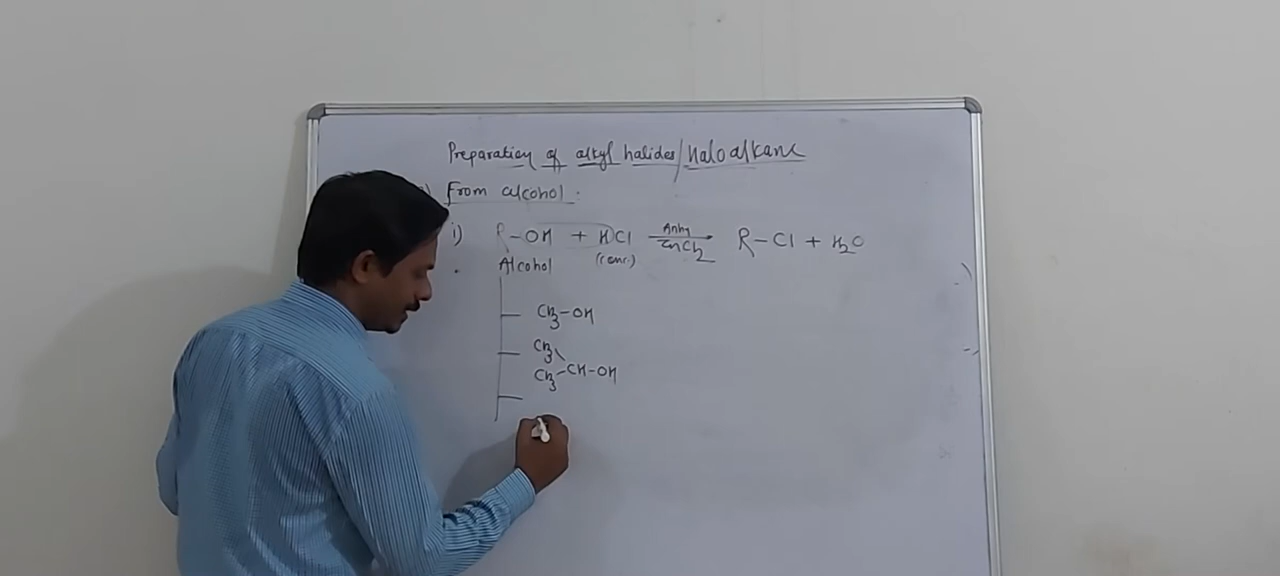 Preparation of alkyl halides/Haloalkane
) From alcohol:
i) R-OH + HCl Anhy ZnCl2 R-Cl + H2O
Alcohol (conc.)
CH3-OH
CH3
CH3-CH-OH